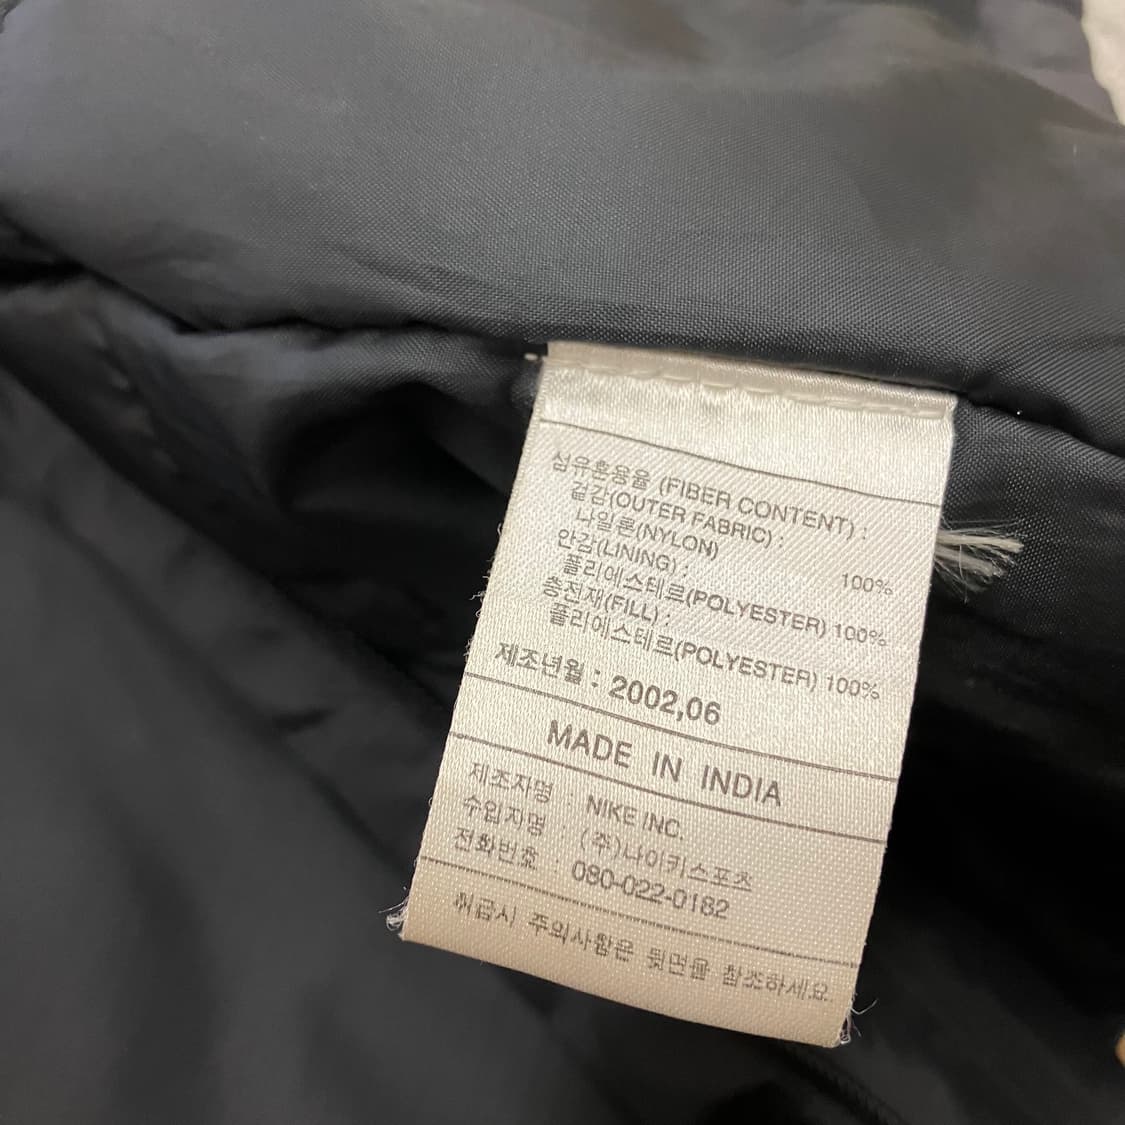 섬유혼용율 (FIBER CONTENT) :
겉감(OUTER FABRIC) :
나일론(NYLON) 100%
안감(LINING) :
폴리에스테르(POLYESTER) 100%
충전재(FILL) :
폴리에스테르(POLYESTER) 100%
제조년월 : 2002,06
MADE IN INDIA
제조자명 : NIKE INC.
수입자명 : (주)나이키스포츠
전화번호 : 080-022-0182
취급시 주의사항은 뒷면을 참조하세요.